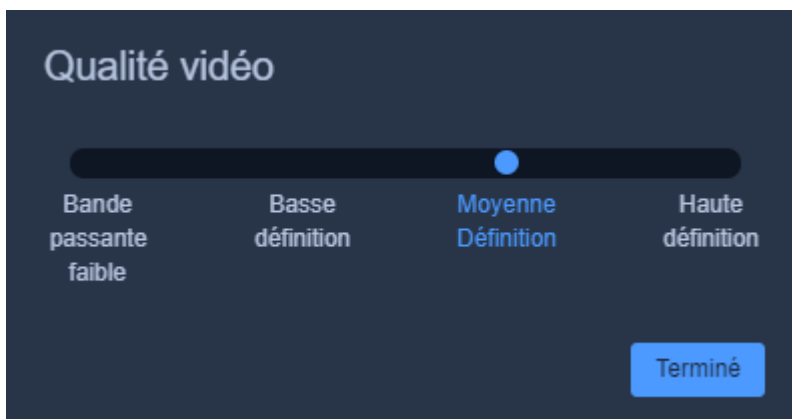 Qualité vidéo
Bande passante faible
Basse définition
Moyenne Définition
Haute définition
Terminé